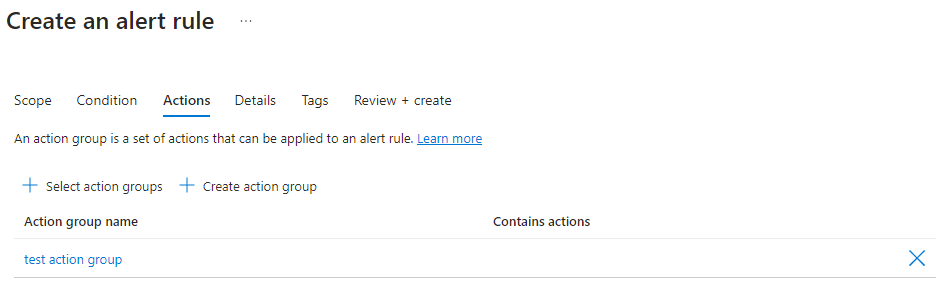 Create an alert rule ...
Scope Condition Actions Details Tags Review + create
An action group is a set of actions that can be applied to an alert rule. Learn more
+ Select action groups + Create action group
Action group name Contains actions
test action group